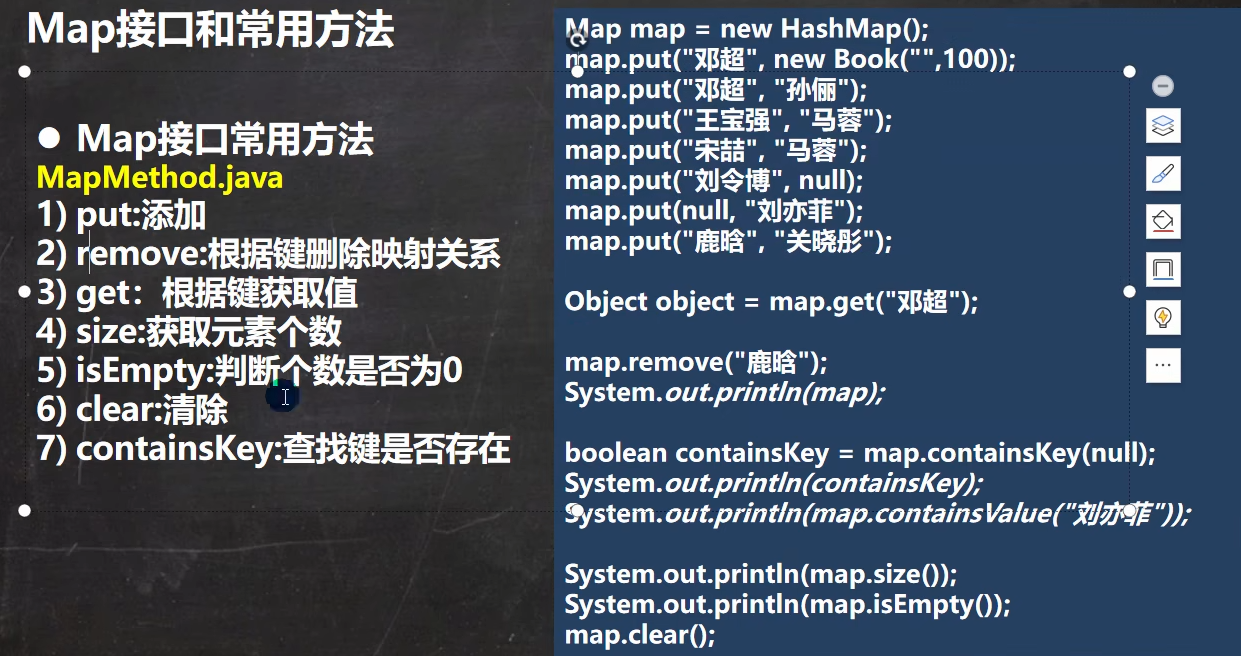 Map接口和常用方法
● Map接口常用方法
MapMethod.java
1) put:添加
2) remove:根据键删除映射关系
3) get：根据键获取值
4) size:获取元素个数
5) isEmpty:判断个数是否为0
6) clear:清除
7) containsKey:查找键是否存在
Map map = new HashMap();
map.put("邓超", new Book("",100));
map.put("邓超", "孙俪");
map.put("王宝强", "马蓉");
map.put("宋喆", "马蓉");
map.put("刘令博", null);
map.put(null, "刘亦菲");
map.put("鹿晗", "关晓彤");
Object object = map.get("邓超");
map.remove("鹿晗");
System.out.println(map);
boolean containsKey = map.containsKey(null);
System.out.println(containsKey);
System.out.println(map.containsValue("刘亦菲"));
System.out.println(map.size());
System.out.println(map.isEmpty());
map.clear();